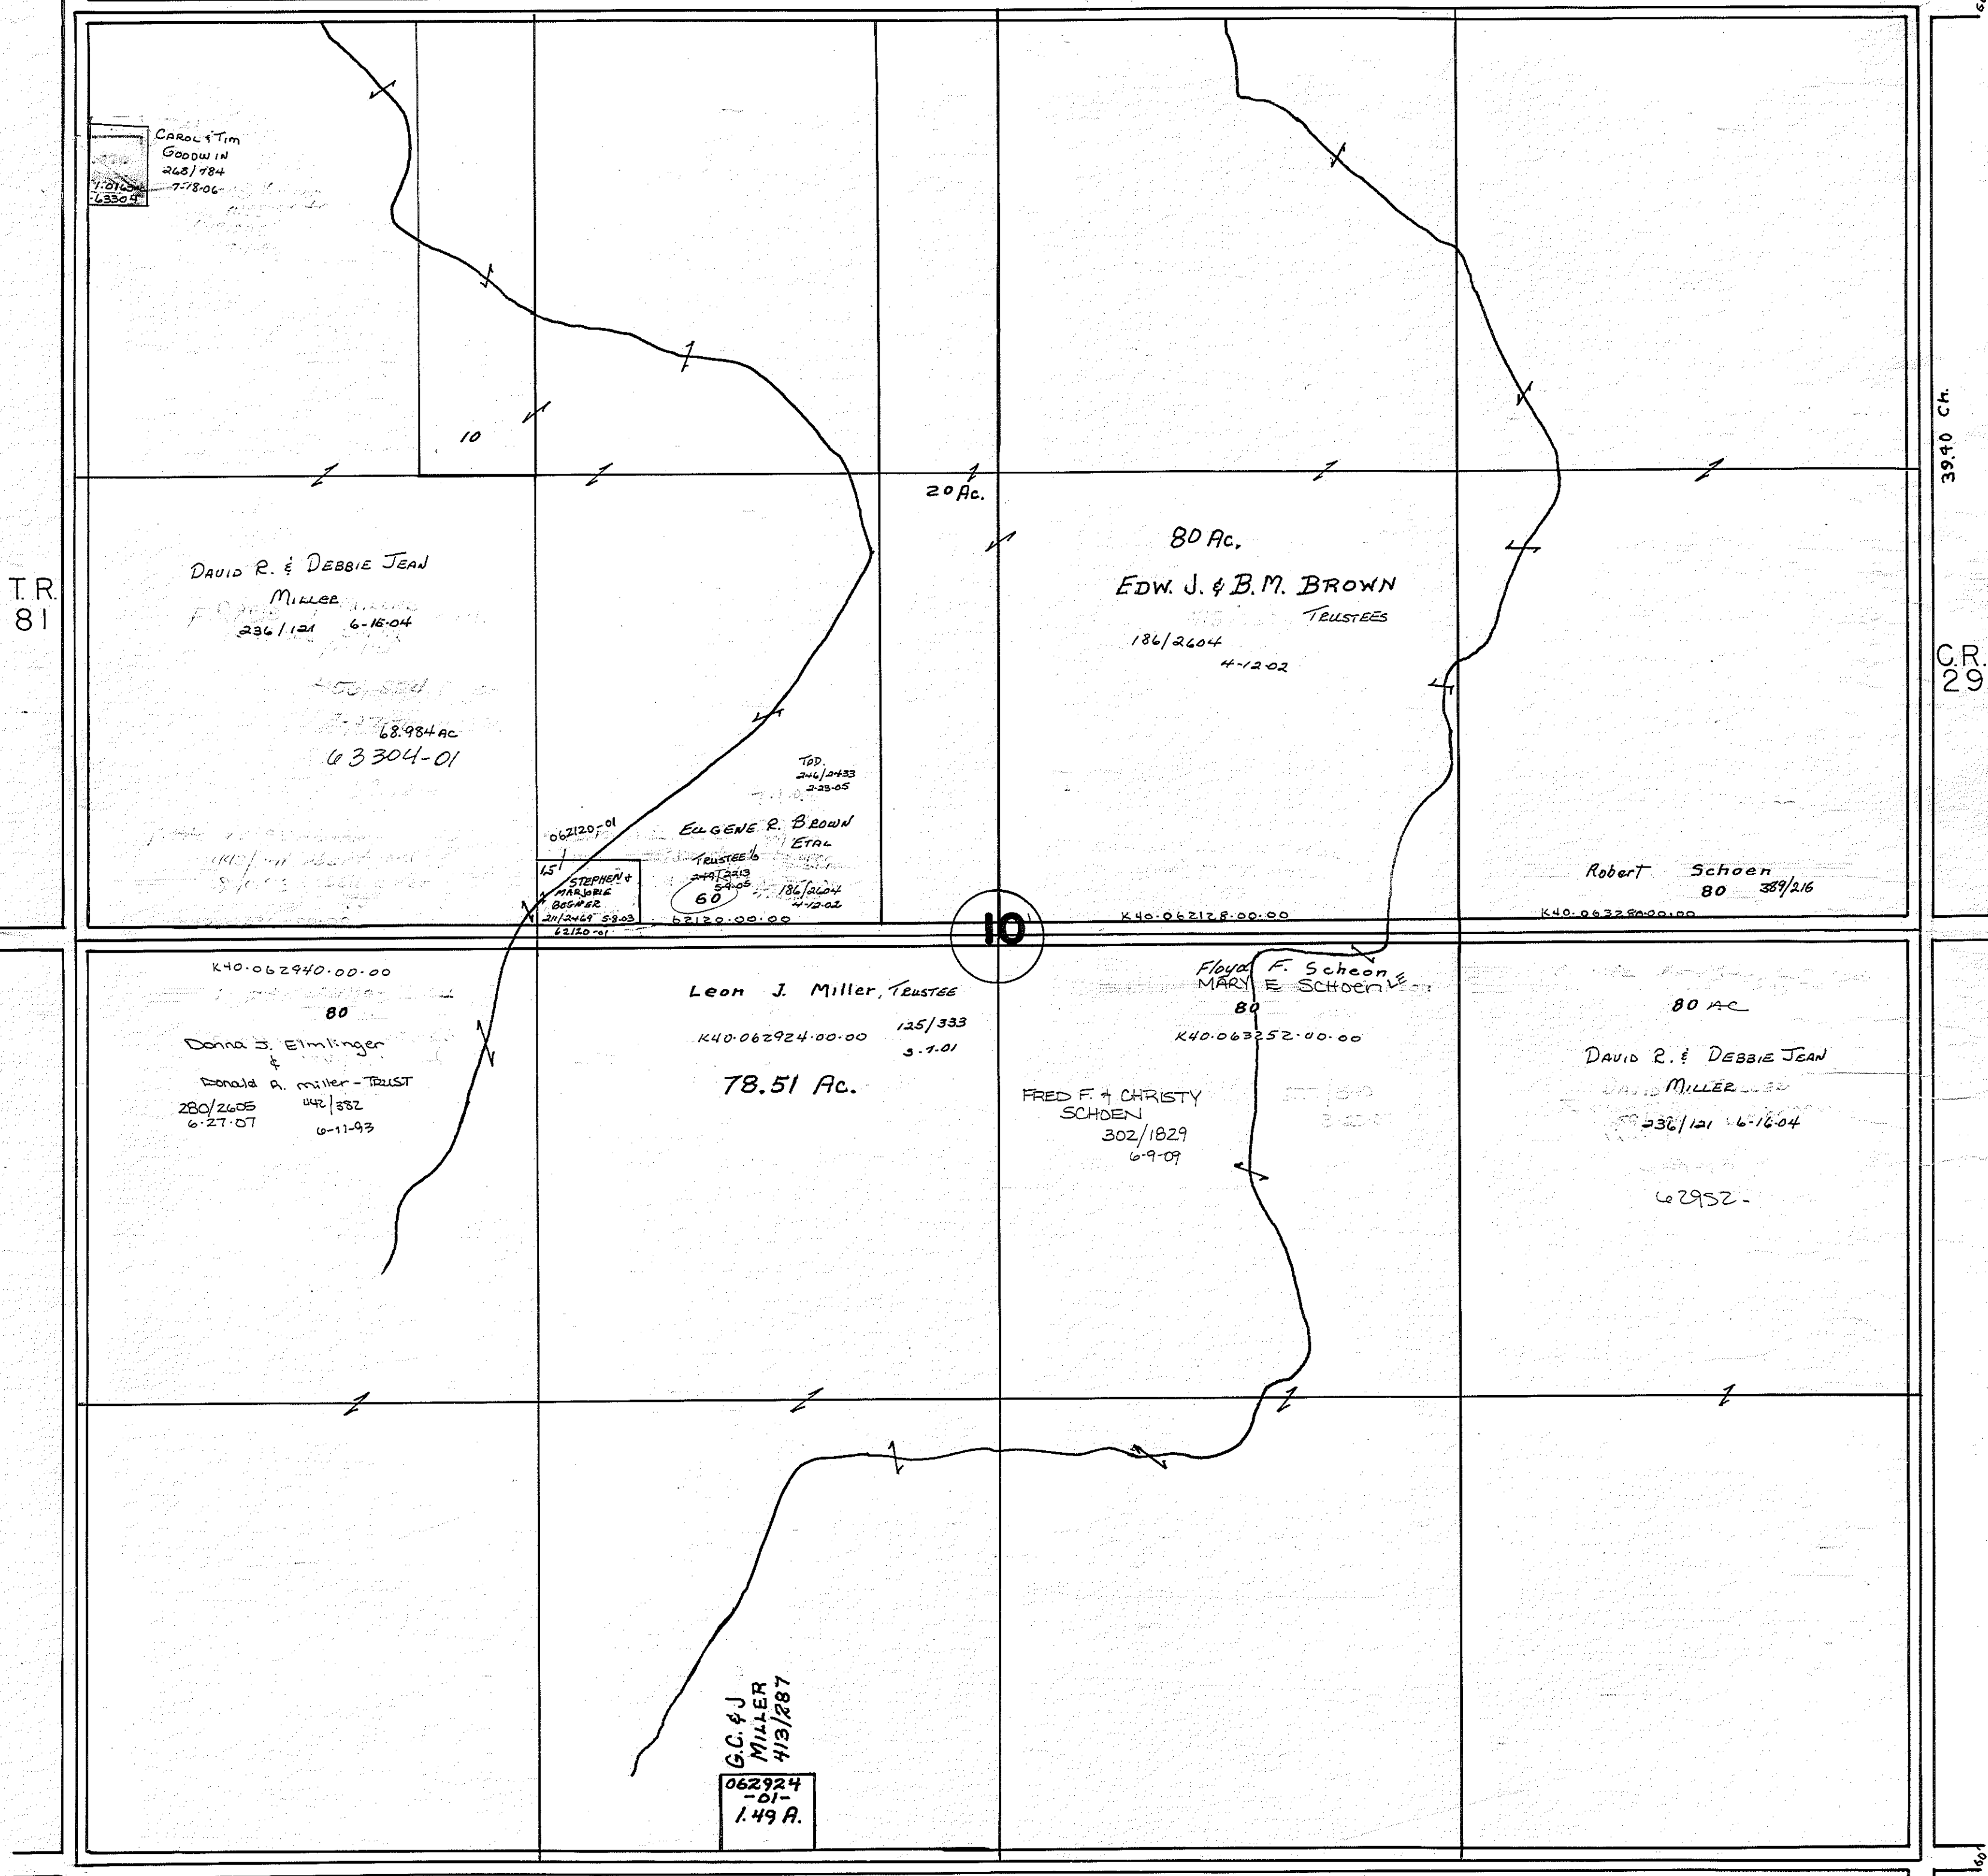 CAROL & TIM
GOODWIN
268/784
7-18-06
63304
10
20 Ac.
39.40 Ch.
T.R.
81
C.R.
29
DAVID R. & DEBBIE JEAN
MILLER
236/121 6-16-04
68.984 AC
63304-01
80 Ac.
EDW. J. & B.M. BROWN
TRUSTEES
186/2604
4-12-02
TOD.
246/2433
2-23-05
EUGENE R. BROWN
ETAL
TRUSTEE
60
186/2604
4-12-02
62120.00.00
062120-01
1.5
STEPHEN &
MARJORIE
BOGNER
211/2469 5-8-03
62120-01
10
K40.062128.00.00
Robert Schoen
80 389/216
K40.063280.00.00
K40.062940.00.00
80
Donna J. Elmlinger
&
Donald R. Miller - TRUST
280/2605 442/382
6-27-07 6-11-93
Leon J. Miller, TRUSTEE
K40.062924.00.00 125/333
3-7-01
78.51 Ac.
Floyd F. Scheon
MARY E SCHOEN LE
80
K40.063252.00.00
FRED F. & CHRISTY
SCHOEN
302/1829
6-9-09
80 AC
DAVID R. & DEBBIE JEAN
MILLER
236/121 6-16-04
62952-
G.C. & J
MILLER
413/287
062924
-01-
1.49 A.